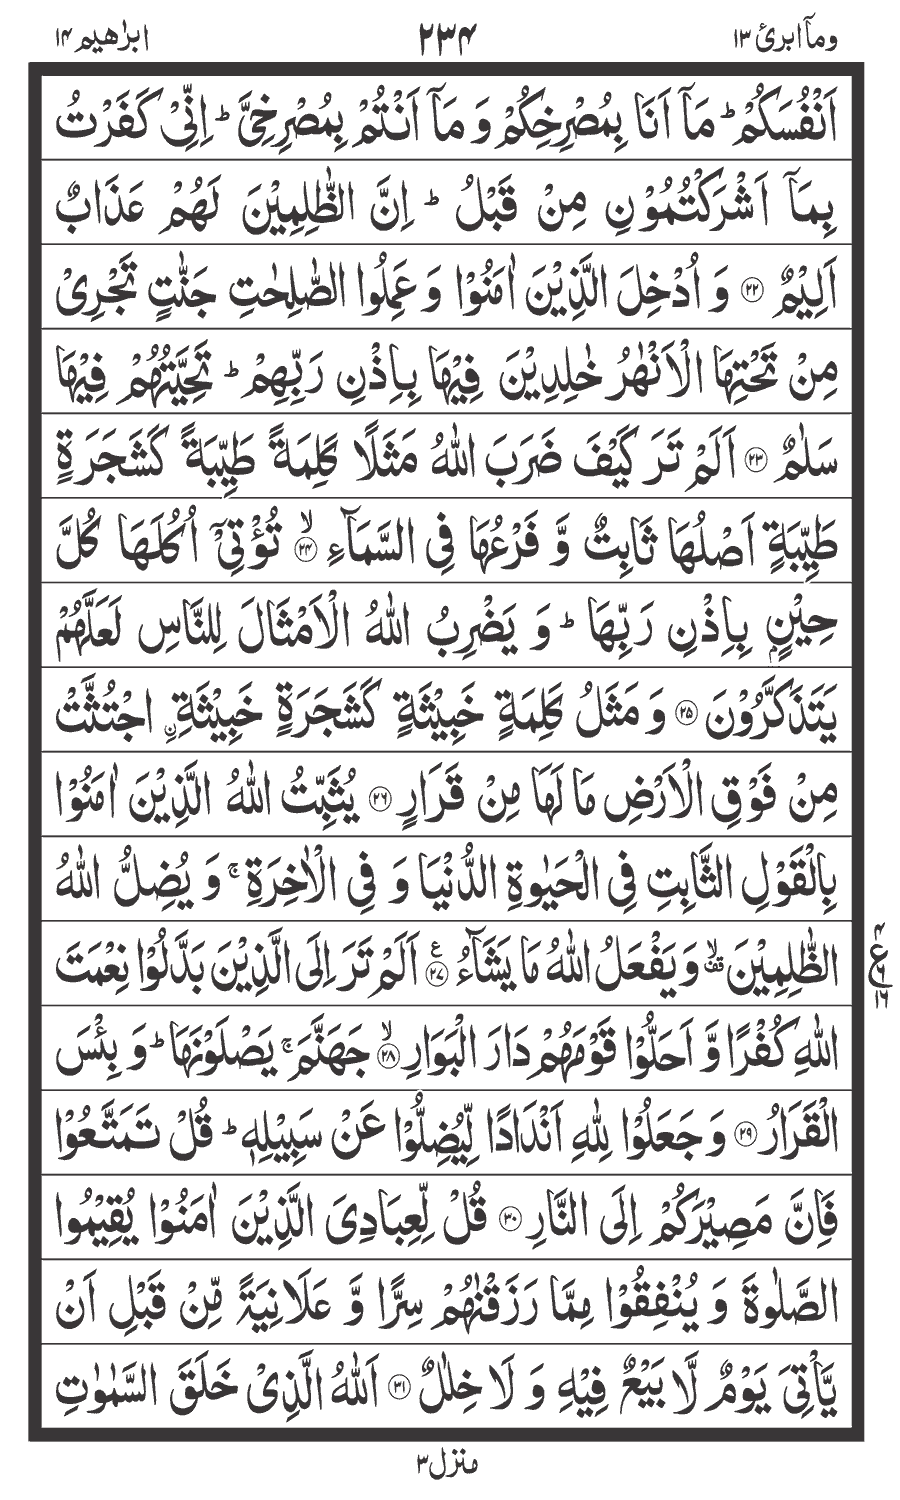 ابرٰهیم ۱۴ ۲۳۴ وماۤ ابرئ ۱۳
اَنْفُسَكُمْ ؕ مَاۤ اَنَا بِمُصْرِخِكُمْ وَ مَاۤ اَنْتُمْ بِمُصْرِخِیَّ ؕ اِنِّیْ كَفَرْتُ
بِمَاۤ اَشْرَكْتُمُوْنِ مِنْ قَبْلُ ؕ اِنَّ الظّٰلِمِیْنَ لَهُمْ عَذَابٌ
اَلِیْمٌ ﴿۲۲﴾ وَ اُدْخِلَ الَّذِیْنَ اٰمَنُوْا وَ عَمِلُوا الصّٰلِحٰتِ جَنّٰتٍ تَجْرِیْ
مِنْ تَحْتِهَا الْاَنْهٰرُ خٰلِدِیْنَ فِیْهَا بِاِذْنِ رَبِّهِمْ ؕ تَحِیَّتُهُمْ فِیْهَا
سَلٰمٌ ﴿۲۳﴾ اَلَمْ تَرَ كَیْفَ ضَرَبَ اللّٰهُ مَثَلًا كَلِمَةً طَیِّبَةً كَشَجَرَةٍ
طَیِّبَةٍ اَصْلُهَا ثَابِتٌ وَّ فَرْعُهَا فِی السَّمَآءِ ﴿ۙ۲۴﴾ تُؤْتِیْۤ اُكُلَهَا كُلَّ
حِیْنٍۭ بِاِذْنِ رَبِّهَا ؕ وَ یَضْرِبُ اللّٰهُ الْاَمْثَالَ لِلنَّاسِ لَعَلَّهُمْ
یَتَذَكَّرُوْنَ ﴿۲۵﴾ وَ مَثَلُ كَلِمَةٍ خَبِیْثَةٍ كَشَجَرَةٍ خَبِیْثَةِ ِ۟اجْتُثَّتْ
مِنْ فَوْقِ الْاَرْضِ مَا لَهَا مِنْ قَرَارٍ ﴿۲۶﴾ یُثَبِّتُ اللّٰهُ الَّذِیْنَ اٰمَنُوْا
بِالْقَوْلِ الثَّابِتِ فِی الْحَیٰوةِ الدُّنْیَا وَ فِی الْاٰخِرَةِ ۚ وَ یُضِلُّ اللّٰهُ
الظّٰلِمِیْنَ ۙ۫ وَ یَفْعَلُ اللّٰهُ مَا یَشَآءُ ﴿۲۷﴾ ع اَلَمْ تَرَ اِلَی الَّذِیْنَ بَدَّلُوْا نِعْمَتَ
اللّٰهِ كُفْرًا وَّ اَحَلُّوْا قَوْمَهُمْ دَارَ الْبَوَارِ ﴿ۙ۲۸﴾ جَهَنَّمَ ۚ یَصْلَوْنَهَا ؕ وَ بِئْسَ
الْقَرَارُ ﴿۲۹﴾ وَ جَعَلُوْا لِلّٰهِ اَنْدَادًا لِّیُضِلُّوْا عَنْ سَبِیْلِهٖ ؕ قُلْ تَمَتَّعُوْا
فَاِنَّ مَصِیْرَكُمْ اِلَی النَّارِ ﴿۳۰﴾ قُلْ لِّعِبَادِیَ الَّذِیْنَ اٰمَنُوْا یُقِیْمُوا
الصَّلٰوةَ وَ یُنْفِقُوْا مِمَّا رَزَقْنٰهُمْ سِرًّا وَّ عَلَانِیَةً مِّنْ قَبْلِ اَنْ
یَّاْتِیَ یَوْمٌ لَّا بَیْعٌ فِیْهِ وَ لَا خِلٰلٌ ﴿۳۱﴾ اَللّٰهُ الَّذِیْ خَلَقَ السَّمٰوٰتِ
منزل ۳